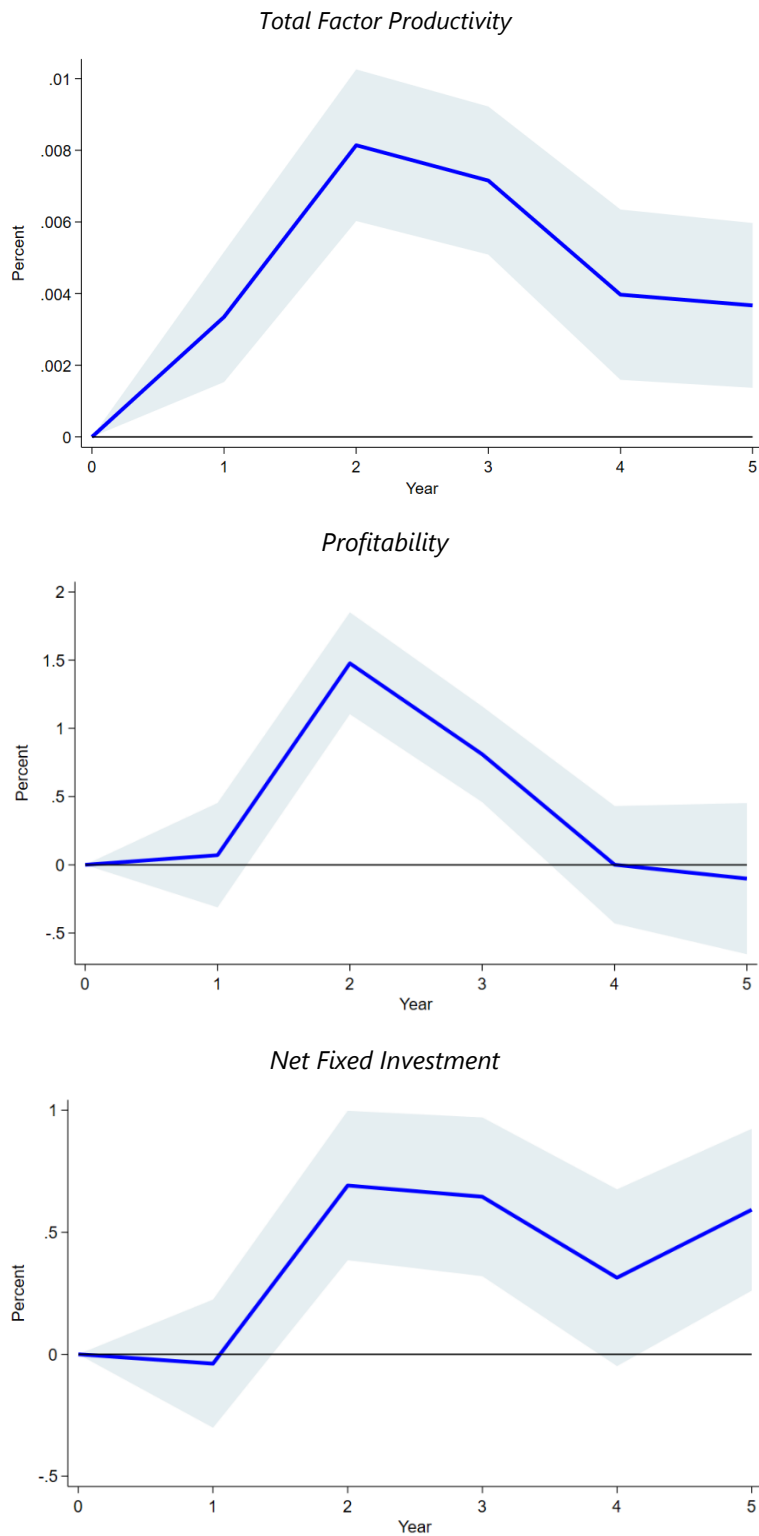 Total Factor Productivity
.01
.008
.006
.004
.002
0
Percent
0 1 2 3 4 5
Year
Profitability
2
1.5
1
.5
0
-.5
Percent
0 1 2 3 4 5
Year
Net Fixed Investment
1
.5
0
-.5
Percent
0 1 2 3 4 5
Year